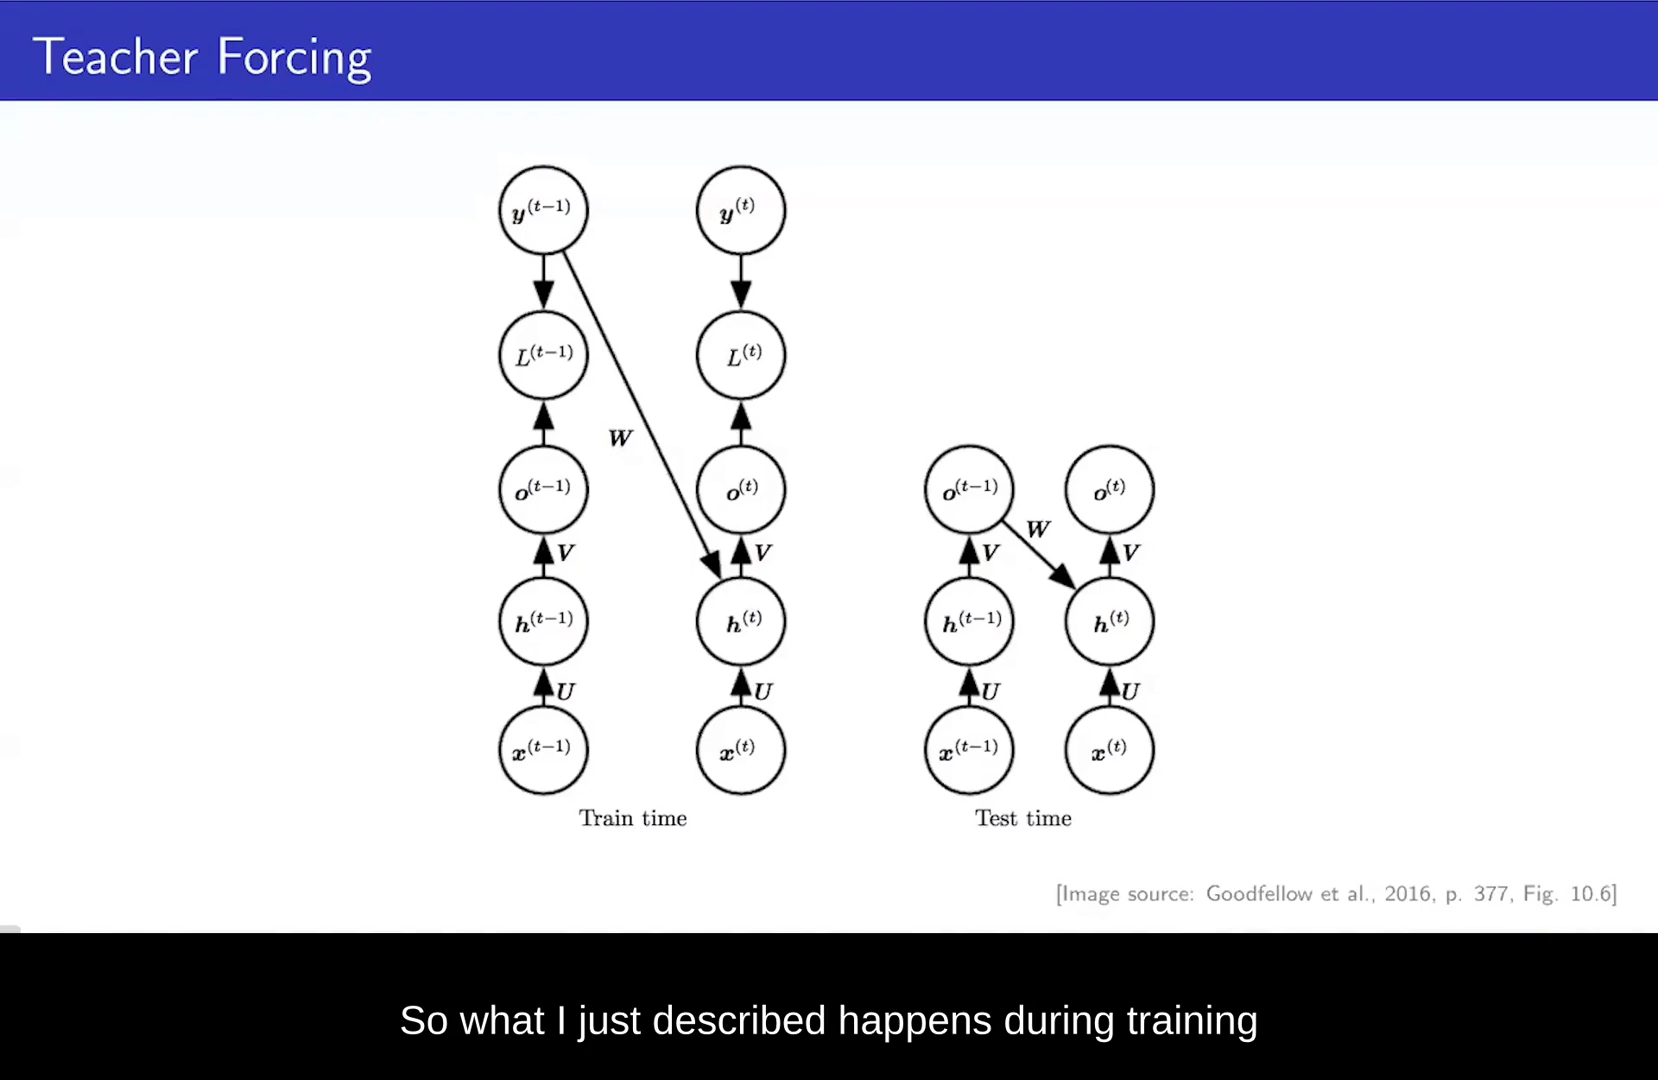 Teacher Forcing
y^(t−1) y^(t)
L^(t−1) L^(t)
W
o^(t−1) o^(t) o^(t−1) o^(t)
W
V V V V
h^(t−1) h^(t) h^(t−1) h^(t)
U U U U
x^(t−1) x^(t) x^(t−1) x^(t)
Train time Test time
[Image source: Goodfellow et al., 2016, p. 377, Fig. 10.6]
So what I just described happens during training